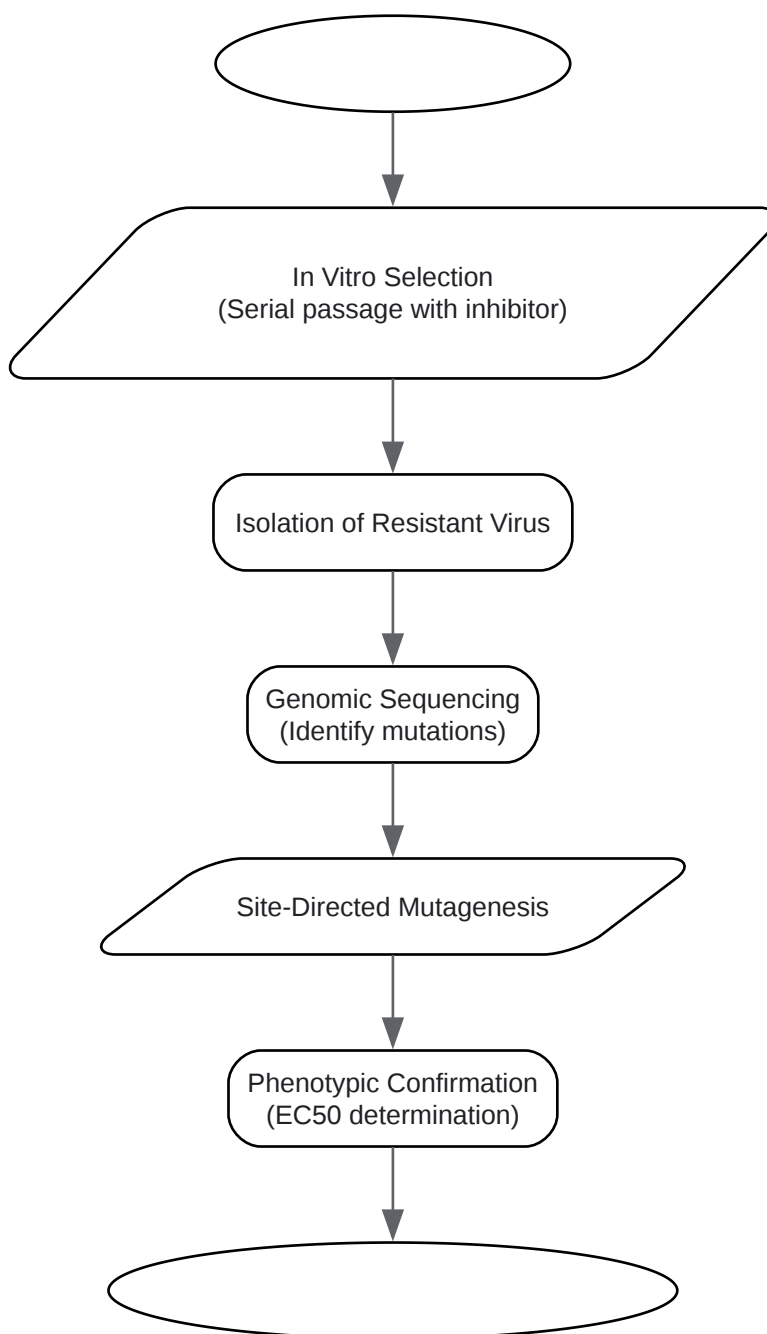 In Vitro Selection
(Serial passage with inhibitor)
Isolation of Resistant Virus
Genomic Sequencing
(Identify mutations)
Site-Directed Mutagenesis
Phenotypic Confirmation
(EC50 determination)